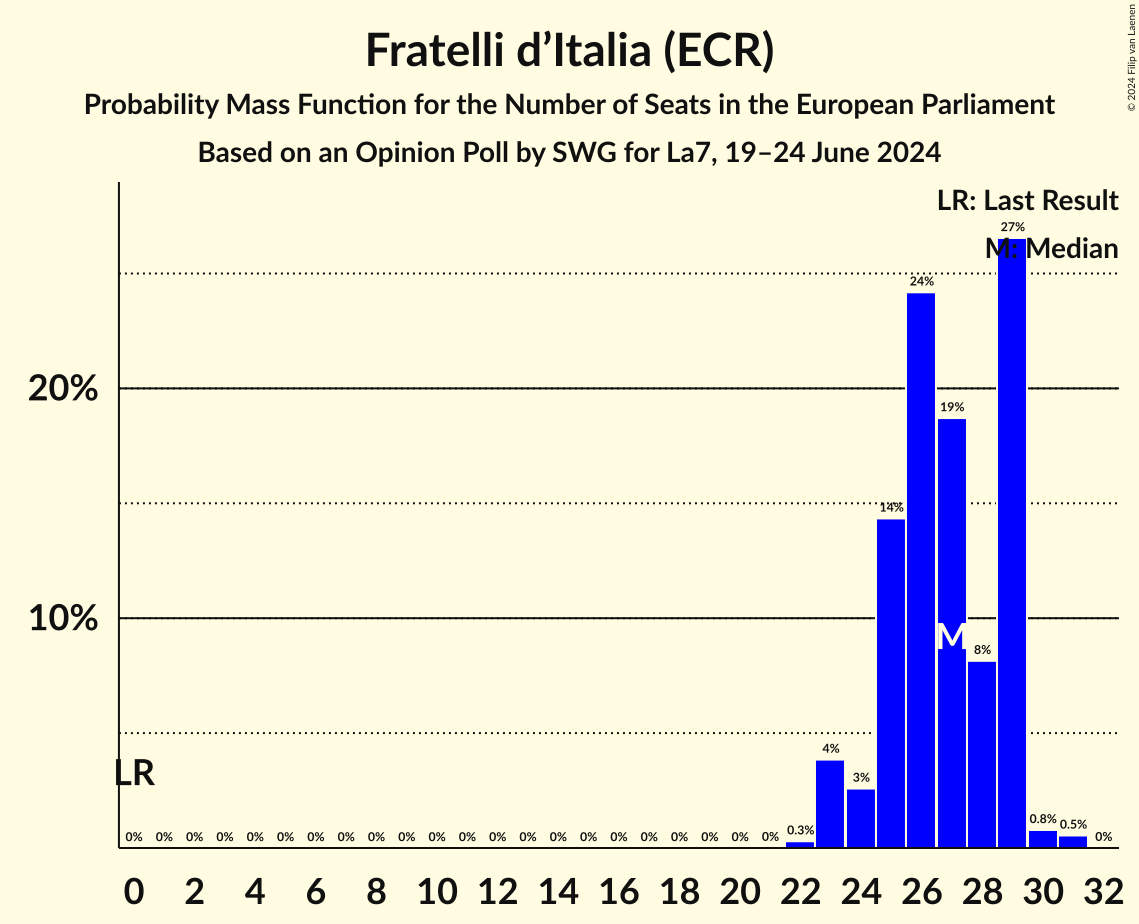 Fratelli d’Italia (ECR)
Probability Mass Function for the Number of Seats in the European Parliament
Based on an Opinion Poll by SWG for La7, 19–24 June 2024
© 2024 Filip van Laenen
LR: Last Result
M: Median
27%
24%
20%
19%
14%
10%
M
8%
4%
LR
3%
0% 0% 0% 0% 0% 0% 0% 0% 0% 0% 0% 0% 0% 0% 0% 0% 0% 0% 0% 0% 0% 0% 0.3% 0.8% 0.5% 0%
0 2 4 6 8 10 12 14 16 18 20 22 24 26 28 30 32